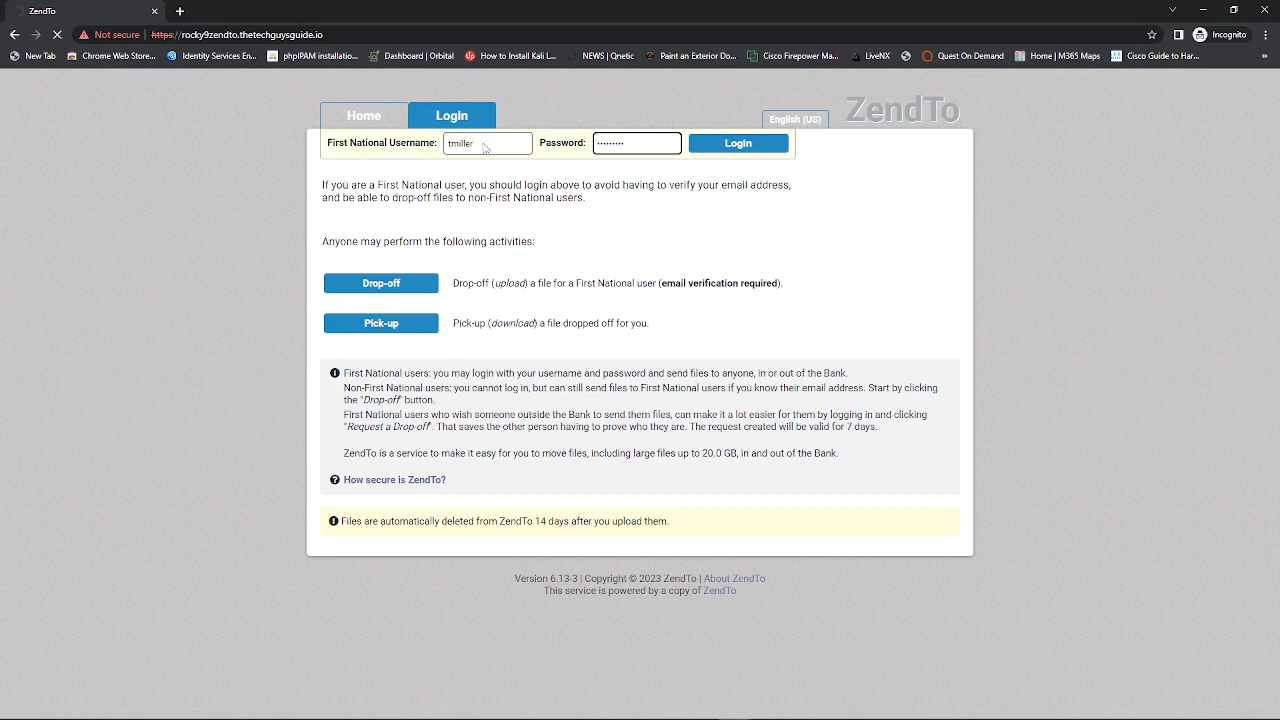 ZendTo
Not secure https://rocky9zendto.thetechguysguide.io Incognito
New Tab Chrome Web Store... Identity Services En... phpIPAM installatio... Dashboard | Orbital How to Install Kali L... NEWS | Qnetic Paint an Exterior Do... Cisco Firepower Ma... LiveNX Quest On Demand Home | M365 Maps Cisco Guide to Har... »
Home Login English (US) ZendTo
First National Username: tmiller Password: ········· Login
If you are a First National user, you should login above to avoid having to verify your email address,
and be able to drop-off files to non-First National users.
Anyone may perform the following activities:
Drop-off Drop-off (upload) a file for a First National user (email verification required).
Pick-up Pick-up (download) a file dropped off for you.
First National users: you may login with your username and password and send files to anyone, in or out of the Bank.
Non-First National users: you cannot log in, but can still send files to First National users if you know their email address. Start by clicking
the "Drop-off" button.
First National users who wish someone outside the Bank to send them files, can make it a lot easier for them by logging in and clicking
"Request a Drop-off". That saves the other person having to prove who they are. The request created will be valid for 7 days.
ZendTo is a service to make it easy for you to move files, including large files up to 20.0 GB, in and out of the Bank.
How secure is ZendTo?
Files are automatically deleted from ZendTo 14 days after you upload them.
Version 6.13-3 | Copyright © 2023 ZendTo | About ZendTo
This service is powered by a copy of ZendTo